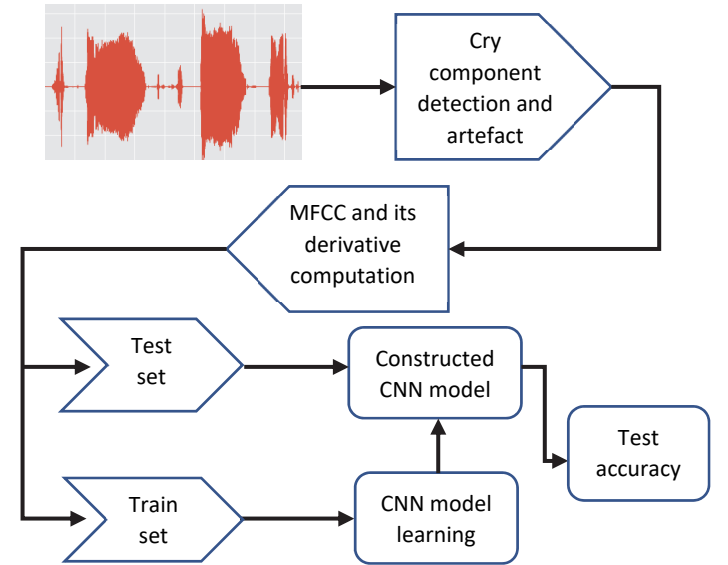 Cry
component
detection and
artefact
MFCC and its
derivative
computation
Test
set
Constructed
CNN model
Test
accuracy
Train
set
CNN model
learning